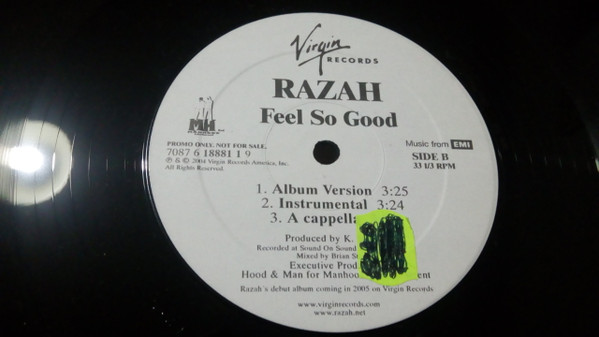 Virgin
RECORDS
RAZAH
Feel So Good
MH
PROMO ONLY. NOT FOR SALE.
7087 6 18881 1 9
℗ & © 2004 Virgin Records America, Inc.
All Rights Reserved.
Music from EMI
SIDE B
33 1/3 RPM
1. Album Version 3:25
2. Instrumental 3:24
3. A cappella
Produced by K.
Recorded at Sound On Sound
Mixed by Brian
Executive
Hood & Man for
Razah's debut album coming in 2005 on Virgin Records
www.virginrecords.com
www.razah.net